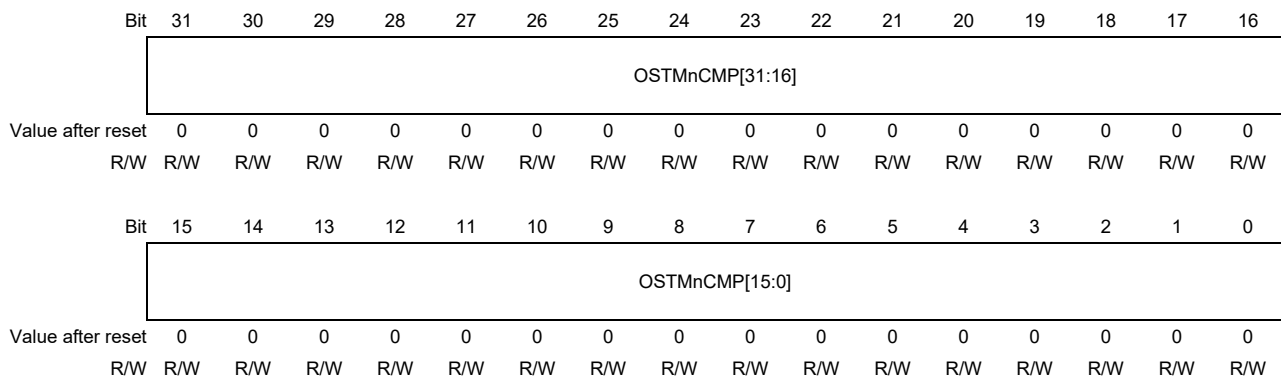 Bit 31 30 29 28 27 26 25 24 23 22 21 20 19 18 17 16
OSTMnCMP[31:16]
Value after reset 0 0 0 0 0 0 0 0 0 0 0 0 0 0 0 0
R/W R/W R/W R/W R/W R/W R/W R/W R/W R/W R/W R/W R/W R/W R/W R/W R/W
Bit 15 14 13 12 11 10 9 8 7 6 5 4 3 2 1 0
OSTMnCMP[15:0]
Value after reset 0 0 0 0 0 0 0 0 0 0 0 0 0 0 0 0
R/W R/W R/W R/W R/W R/W R/W R/W R/W R/W R/W R/W R/W R/W R/W R/W R/W